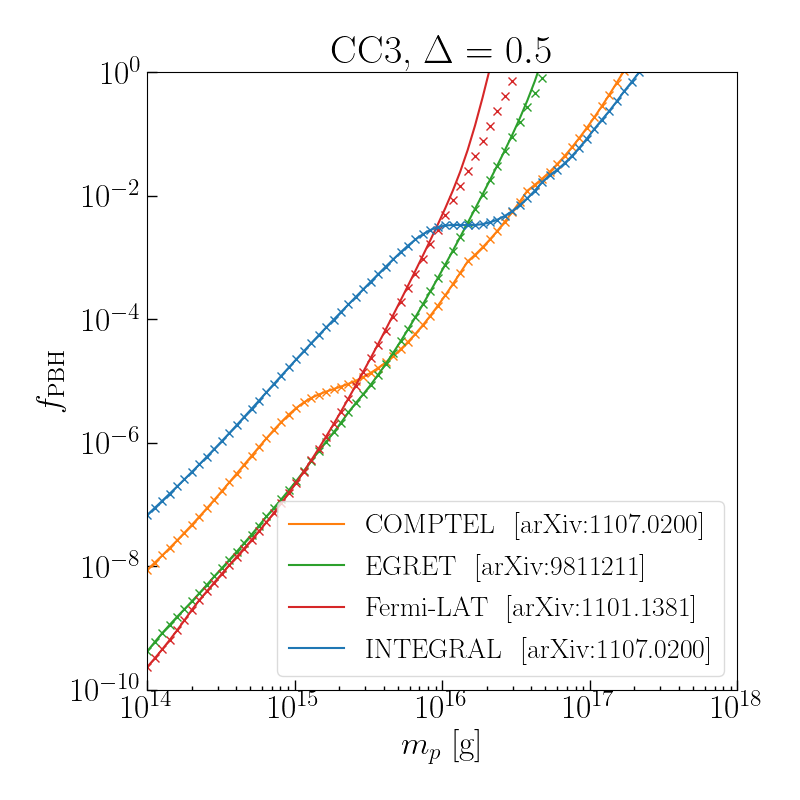 CC3, Δ = 0.5
10^0
10^{-2}
10^{-4}
10^{-6}
10^{-8}
10^{-10}
f_PBH
COMPTEL [arXiv:1107.0200]
EGRET [arXiv:9811211]
Fermi-LAT [arXiv:1101.1381]
INTEGRAL [arXiv:1107.0200]
10^{14} 10^{15} 10^{16} 10^{17} 10^{18}
m_p [g]